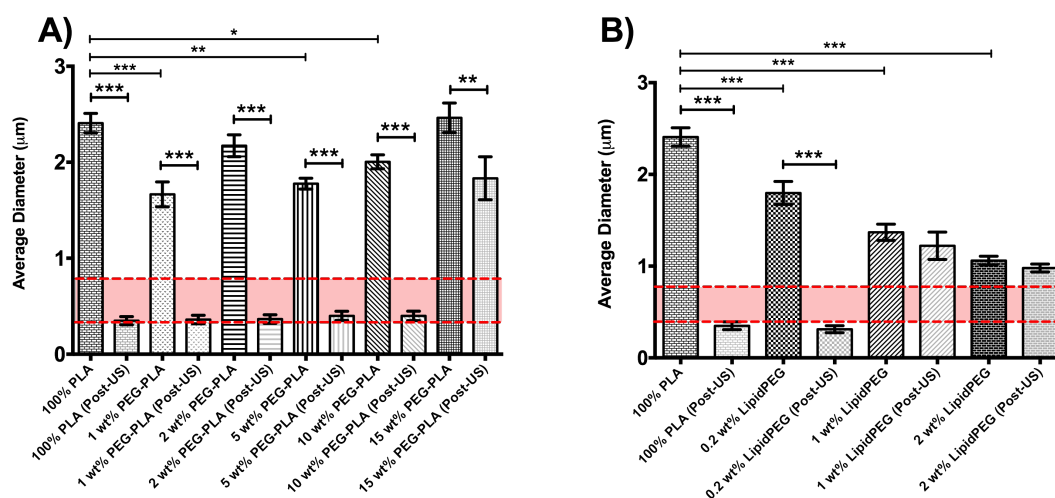 A)
*
**
***
***
***
***
***
***
**
3
2
1
0
Average Diameter (μm)
100% PLA
100% PLA (Post-US)
1 wt% PEG-PLA
1 wt% PEG-PLA (Post-US)
2 wt% PEG-PLA
2 wt% PEG-PLA (Post-US)
5 wt% PEG-PLA
5 wt% PEG-PLA (Post-US)
10 wt% PEG-PLA
10 wt% PEG-PLA (Post-US)
15 wt% PEG-PLA
15 wt% PEG-PLA (Post-US)
B)
***
***
***
***
***
3
2
1
0
Average Diameter (μm)
100% PLA
100% PLA (Post-US)
0.2 wt% LipidPEG
0.2 wt% LipidPEG (Post-US)
1 wt% LipidPEG
1 wt% LipidPEG (Post-US)
2 wt% LipidPEG
2 wt% LipidPEG (Post-US)